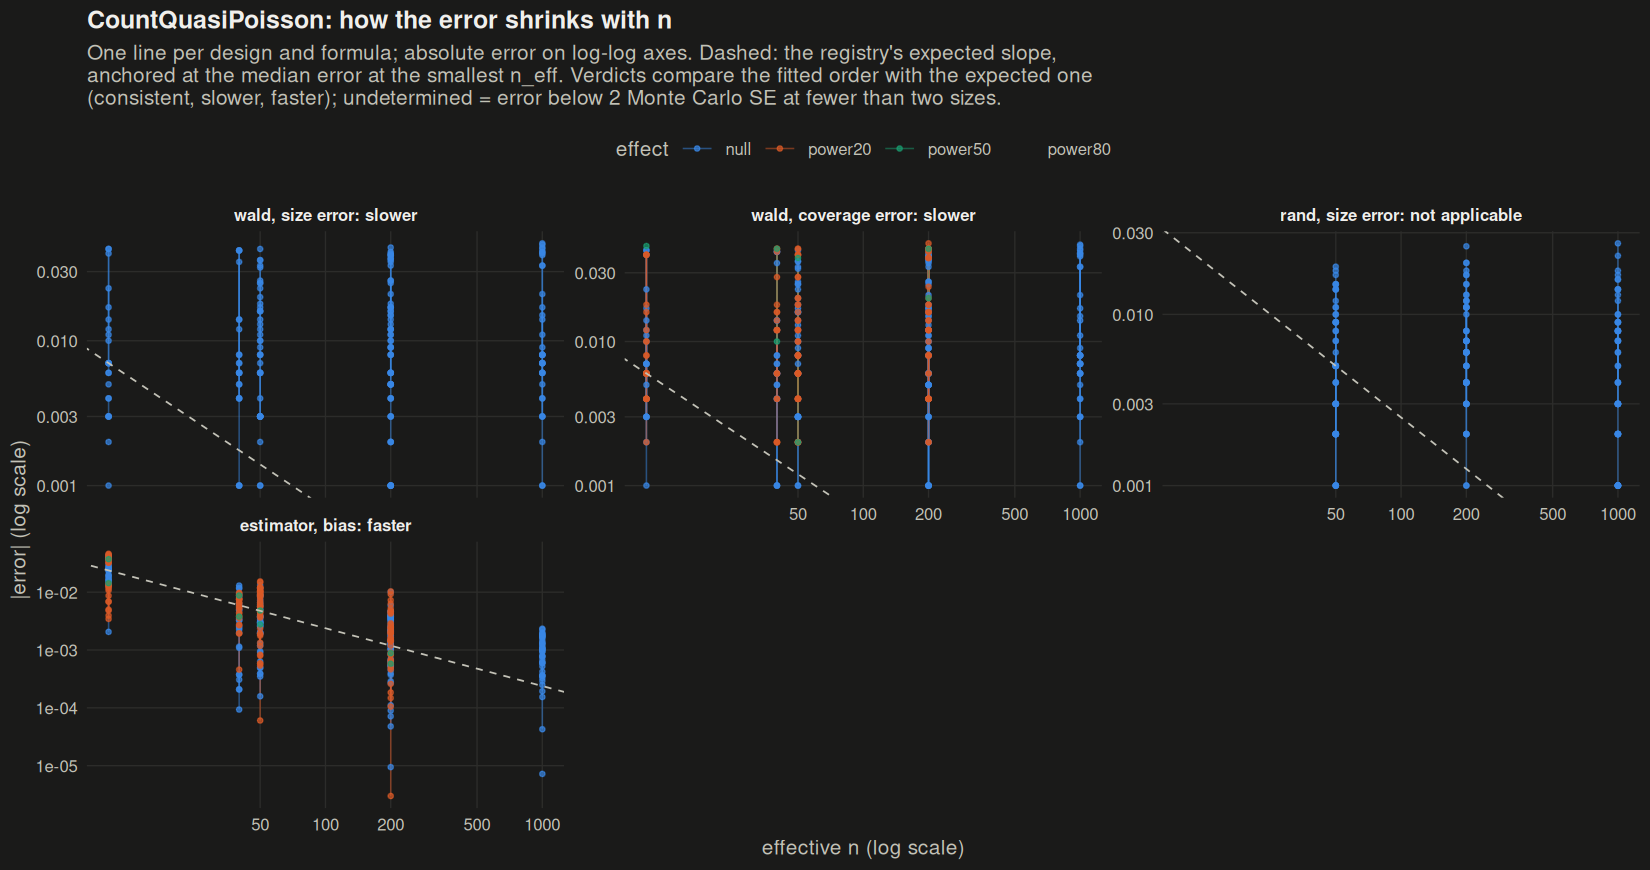 CountQuasiPoisson: how the error shrinks with n
One line per design and formula; absolute error on log-log axes. Dashed: the registry's expected slope,
anchored at the median error at the smallest n_eff. Verdicts compare the fitted order with the expected one
(consistent, slower, faster); undetermined = error below 2 Monte Carlo SE at fewer than two sizes.
effect null power20 power50 power80
wald, size error: slower
0.030
0.010
0.003
0.001
wald, coverage error: slower
0.030
0.010
0.003
0.001
50 100 200 500 1000
rand, size error: not applicable
0.030
0.010
0.003
0.001
50 100 200 500 1000
estimator, bias: faster
1e-02
1e-03
1e-04
1e-05
50 100 200 500 1000
|error| (log scale)
effective n (log scale)